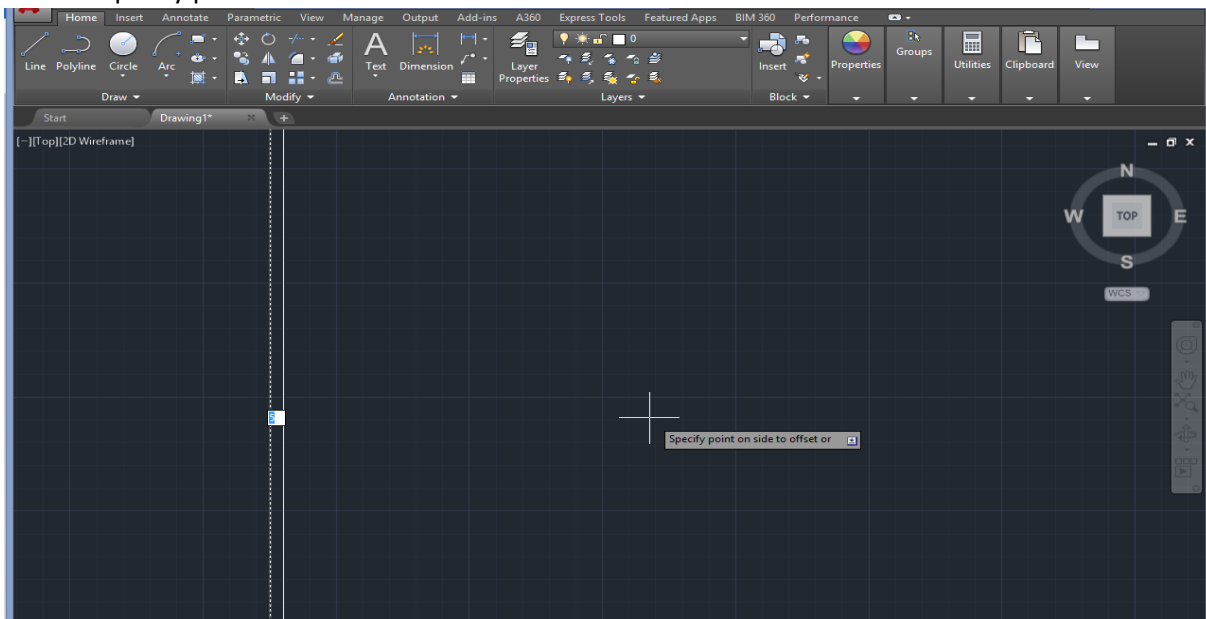 Home Insert Annotate Parametric View Manage Output Add-ins A360 Express Tools Featured Apps BIM 360 Performance
0
Line Polyline Circle Arc Text Dimension Layer Properties Insert Properties Groups Utilities Clipboard View
Draw Modify Annotation Layers Block
Start Drawing1* +
[−][Top][2D Wireframe]
N
W TOP E
S
WCS
5
Specify point on side to offset or